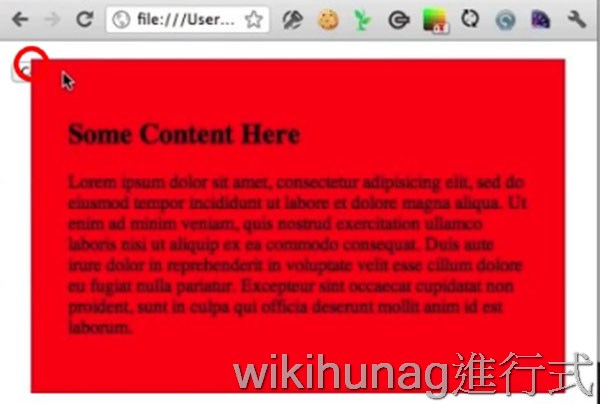 file:///User...
Some Content Here
Lorem ipsum dolor sit amet, consectetur adipisicing elit, sed do
eiusmod tempor incididunt ut labore et dolore magna aliqua. Ut
enim ad minim veniam, quis nostrud exercitation ullamco
laboris nisi ut aliquip ex ea commodo consequat. Duis aute
irure dolor in reprehenderit in voluptate velit esse cillum dolore
eu fugiat nulla pariatur. Excepteur sint occaecat cupidatat non
proident, sunt in culpa qui officia deserunt mollit anim id est
laborum.
wikihunag進行式